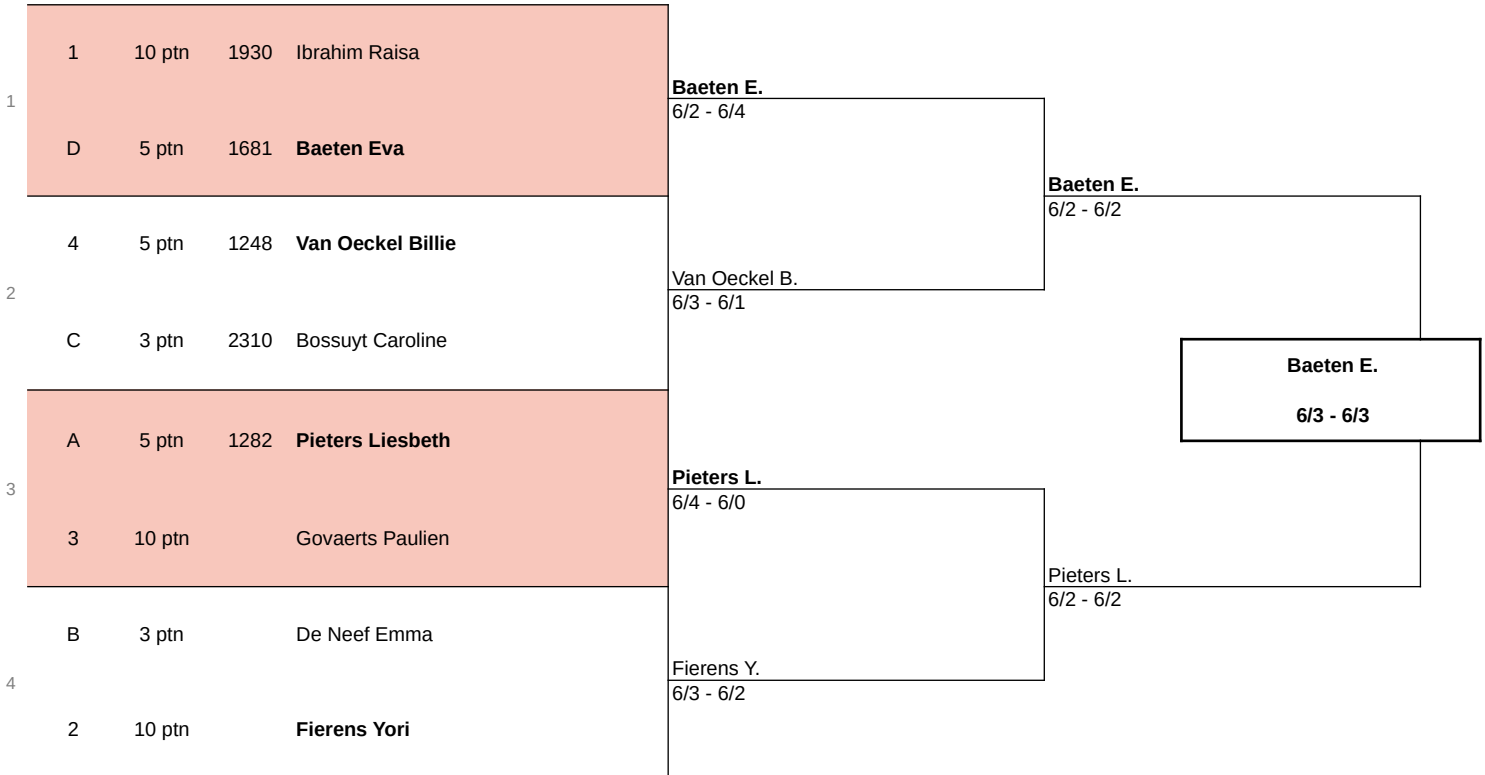 1 10 ptn 1930 Ibrahim Raisa
Baeten E.
1
6/2 - 6/4
D 5 ptn 1681 Baeten Eva
Baeten E.
6/2 - 6/2
4 5 ptn 1248 Van Oeckel Billie
Van Oeckel B.
2
6/3 - 6/1
C 3 ptn 2310 Bossuyt Caroline
Baeten E.
6/3 - 6/3
A 5 ptn 1282 Pieters Liesbeth
Pieters L.
3
6/4 - 6/0
3 10 ptn Govaerts Paulien
Pieters L.
6/2 - 6/2
B 3 ptn De Neef Emma
Fierens Y.
4
6/3 - 6/2
2 10 ptn Fierens Yori